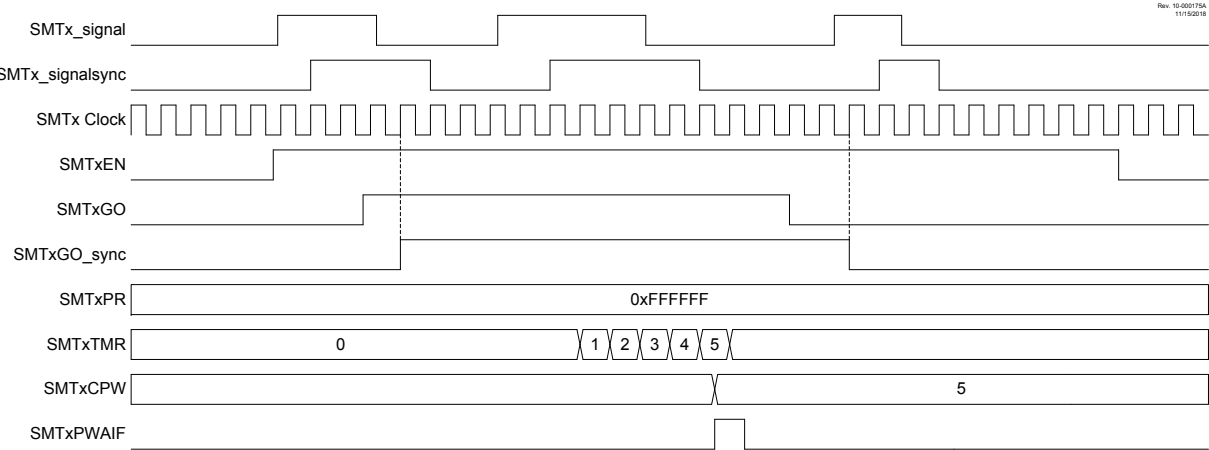 Rev. 10-000175A
11/15/2018
SMTx_signal
SMTx_signalsync
SMTx Clock
SMTxEN
SMTxGO
SMTxGO_sync
SMTxPR
0xFFFFFF
SMTxTMR
0 1 2 3 4 5
SMTxCPW
5
SMTxPWAIF